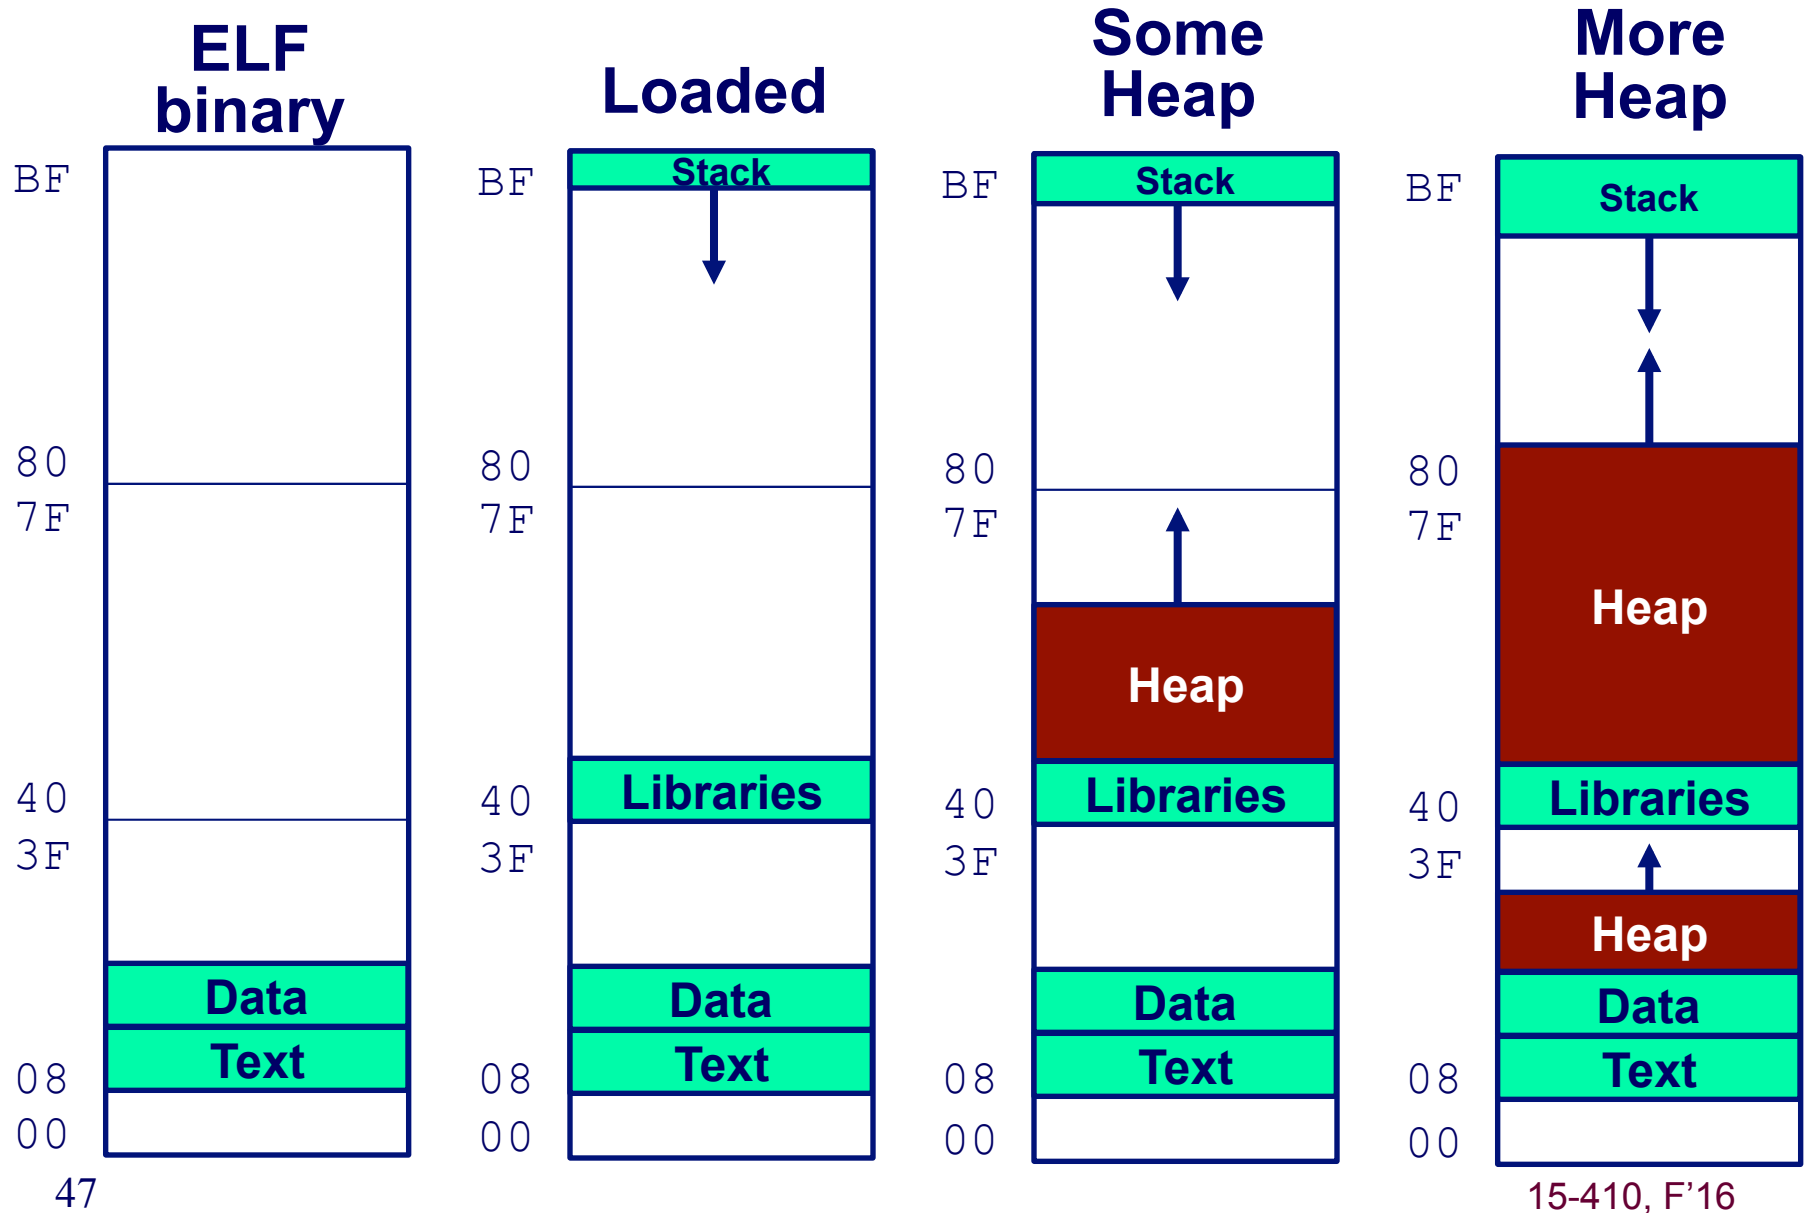 ELF
binary
BF
80
7F
40
3F
Data
Text
08
00
Loaded
BF
Stack
80
7F
Libraries
40
3F
Data
Text
08
00
Some
Heap
BF
Stack
80
7F
Heap
Libraries
40
3F
Data
Text
08
00
More
Heap
BF
Stack
80
7F
Heap
Libraries
40
3F
Heap
Data
Text
08
00
47
15-410, F’16